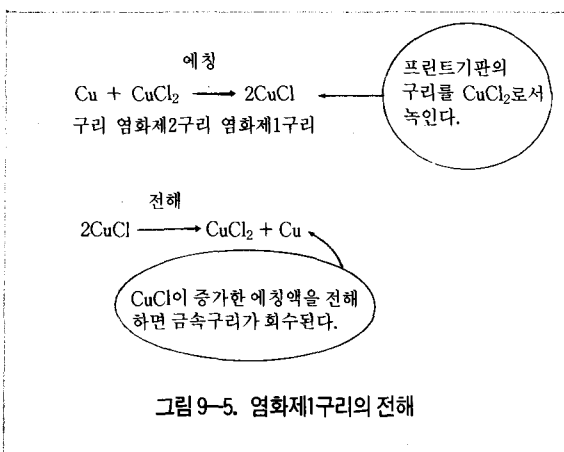 에칭
Cu + CuCl₂ → 2CuCl
구리 염화제2구리 염화제1구리
프린트기판의
구리를 CuCl₂로서
녹인다.
전해
2CuCl → CuCl₂ + Cu
CuCl이 증가한 에칭액을 전해
하면 금속구리가 회수된다.
그림 9-5. 염화제1구리의 전해